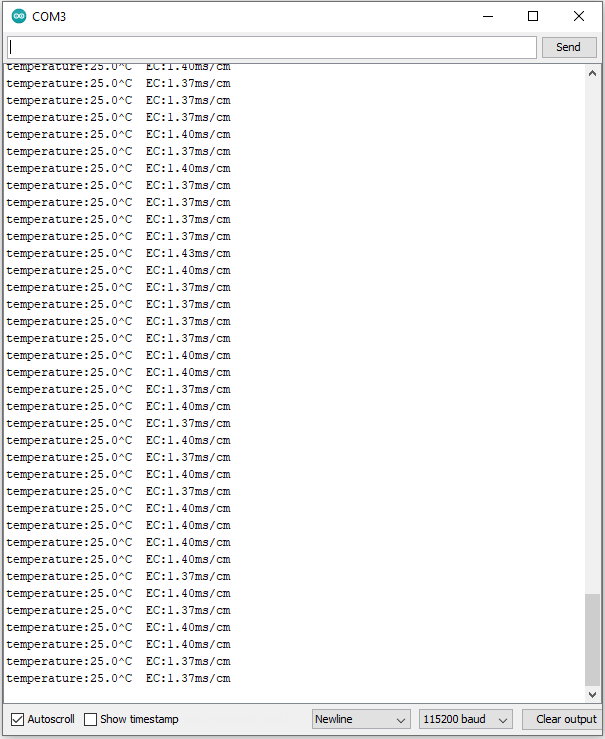 COM3
Send
temperature:25.0^C  EC:1.40ms/cm
temperature:25.0^C  EC:1.37ms/cm
temperature:25.0^C  EC:1.37ms/cm
temperature:25.0^C  EC:1.37ms/cm
temperature:25.0^C  EC:1.40ms/cm
temperature:25.0^C  EC:1.37ms/cm
temperature:25.0^C  EC:1.40ms/cm
temperature:25.0^C  EC:1.37ms/cm
temperature:25.0^C  EC:1.37ms/cm
temperature:25.0^C  EC:1.37ms/cm
temperature:25.0^C  EC:1.37ms/cm
temperature:25.0^C  EC:1.43ms/cm
temperature:25.0^C  EC:1.40ms/cm
temperature:25.0^C  EC:1.37ms/cm
temperature:25.0^C  EC:1.37ms/cm
temperature:25.0^C  EC:1.37ms/cm
temperature:25.0^C  EC:1.37ms/cm
temperature:25.0^C  EC:1.40ms/cm
temperature:25.0^C  EC:1.40ms/cm
temperature:25.0^C  EC:1.37ms/cm
temperature:25.0^C  EC:1.40ms/cm
temperature:25.0^C  EC:1.37ms/cm
temperature:25.0^C  EC:1.40ms/cm
temperature:25.0^C  EC:1.37ms/cm
temperature:25.0^C  EC:1.40ms/cm
temperature:25.0^C  EC:1.37ms/cm
temperature:25.0^C  EC:1.40ms/cm
temperature:25.0^C  EC:1.40ms/cm
temperature:25.0^C  EC:1.40ms/cm
temperature:25.0^C  EC:1.40ms/cm
temperature:25.0^C  EC:1.37ms/cm
temperature:25.0^C  EC:1.40ms/cm
temperature:25.0^C  EC:1.37ms/cm
temperature:25.0^C  EC:1.40ms/cm
temperature:25.0^C  EC:1.40ms/cm
temperature:25.0^C  EC:1.37ms/cm
temperature:25.0^C  EC:1.37ms/cm
Autoscroll Show timestamp Newline 115200 baud Clear output